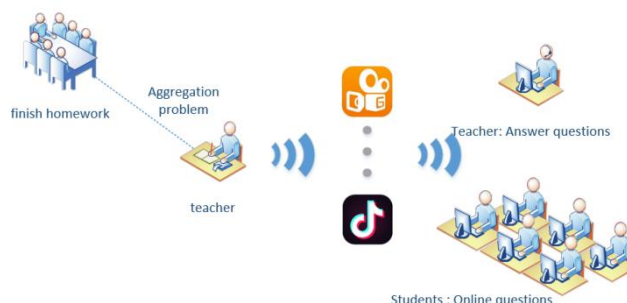 Aggregation
problem
finish homework
teacher
Teacher: Answer questions
Students : Online questions